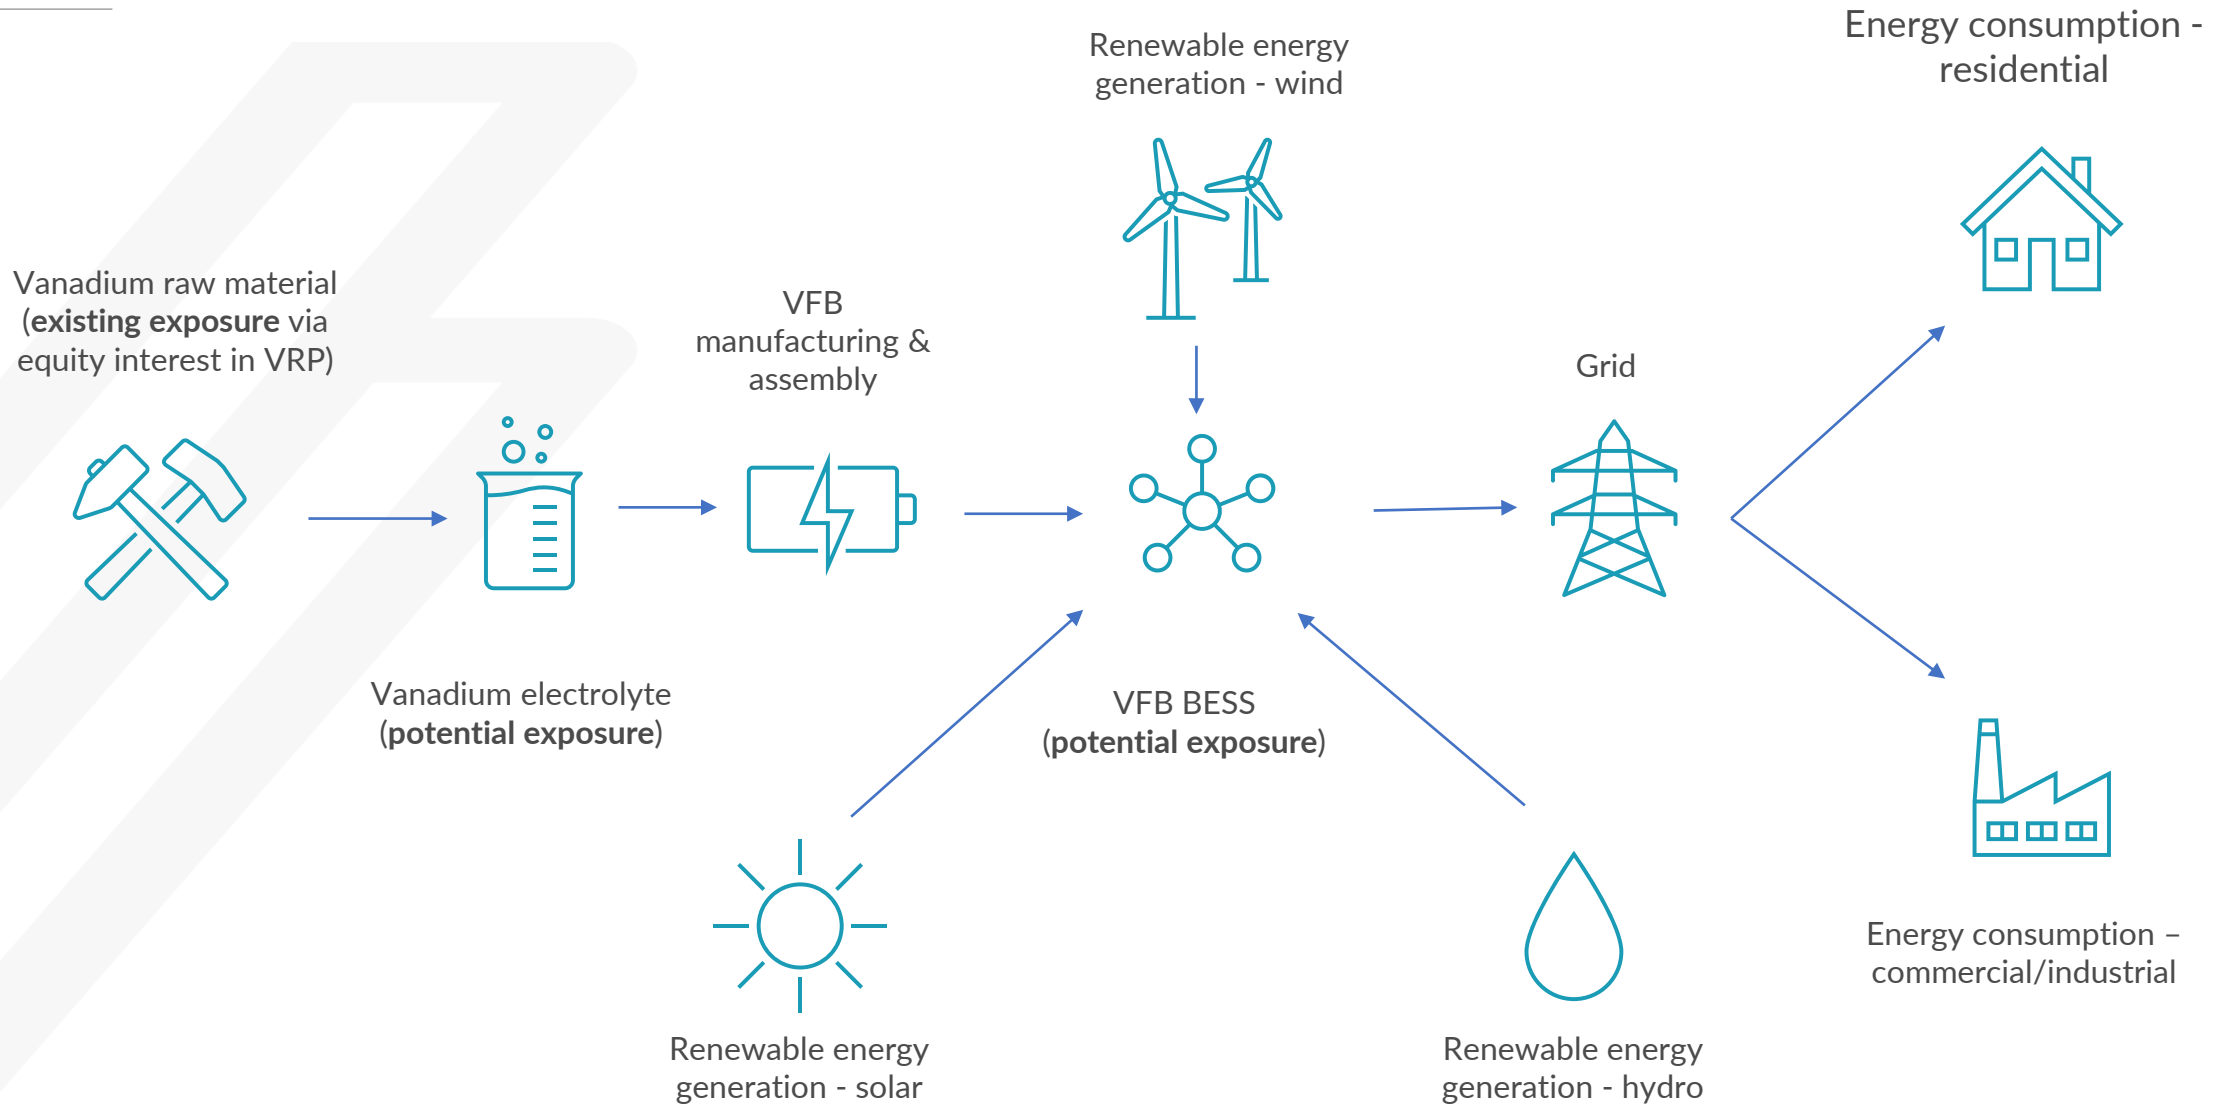 Renewable energy
generation - wind
Energy consumption -
residential
Vanadium raw material
(existing exposure via
equity interest in VRP)
VFB
manufacturing &
assembly
Grid
Vanadium electrolyte
(potential exposure)
VFB BESS
(potential exposure)
Energy consumption –
commercial/industrial
Renewable energy
generation - solar
Renewable energy
generation - hydro